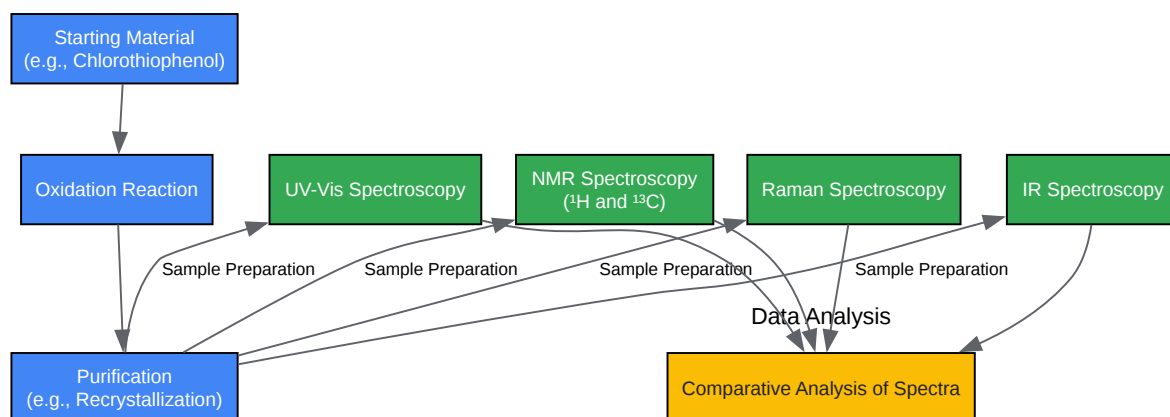 Starting Material
(e.g., Chlorothiophenol)
Oxidation Reaction
UV-Vis Spectroscopy
NMR Spectroscopy
(¹H and ¹³C)
Raman Spectroscopy
IR Spectroscopy
Sample Preparation
Sample Preparation
Sample Preparation
Sample Preparation
Data Analysis
Purification
(e.g., Recrystallization)
Comparative Analysis of Spectra